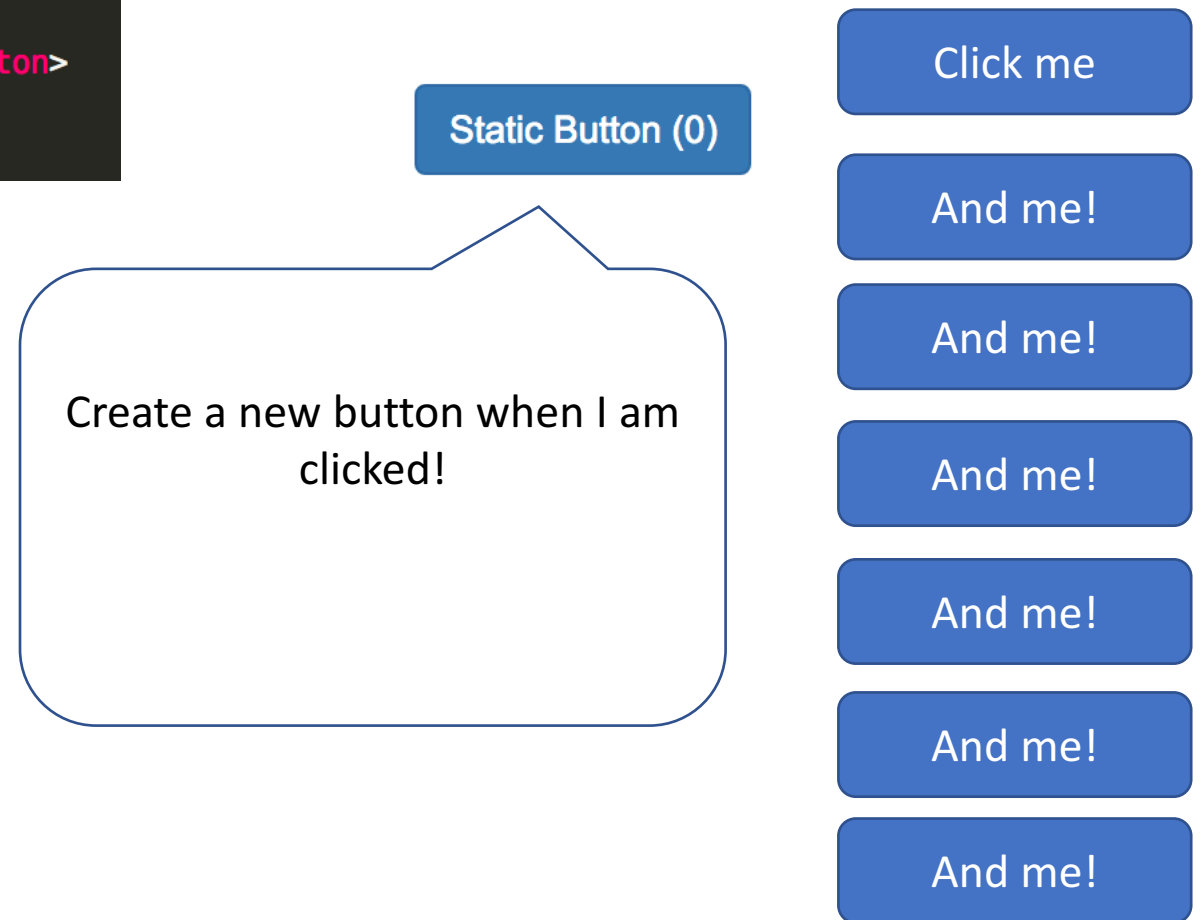 ton>
Static Button (0)
Create a new button when I am
clicked!
Click me
And me!
And me!
And me!
And me!
And me!
And me!